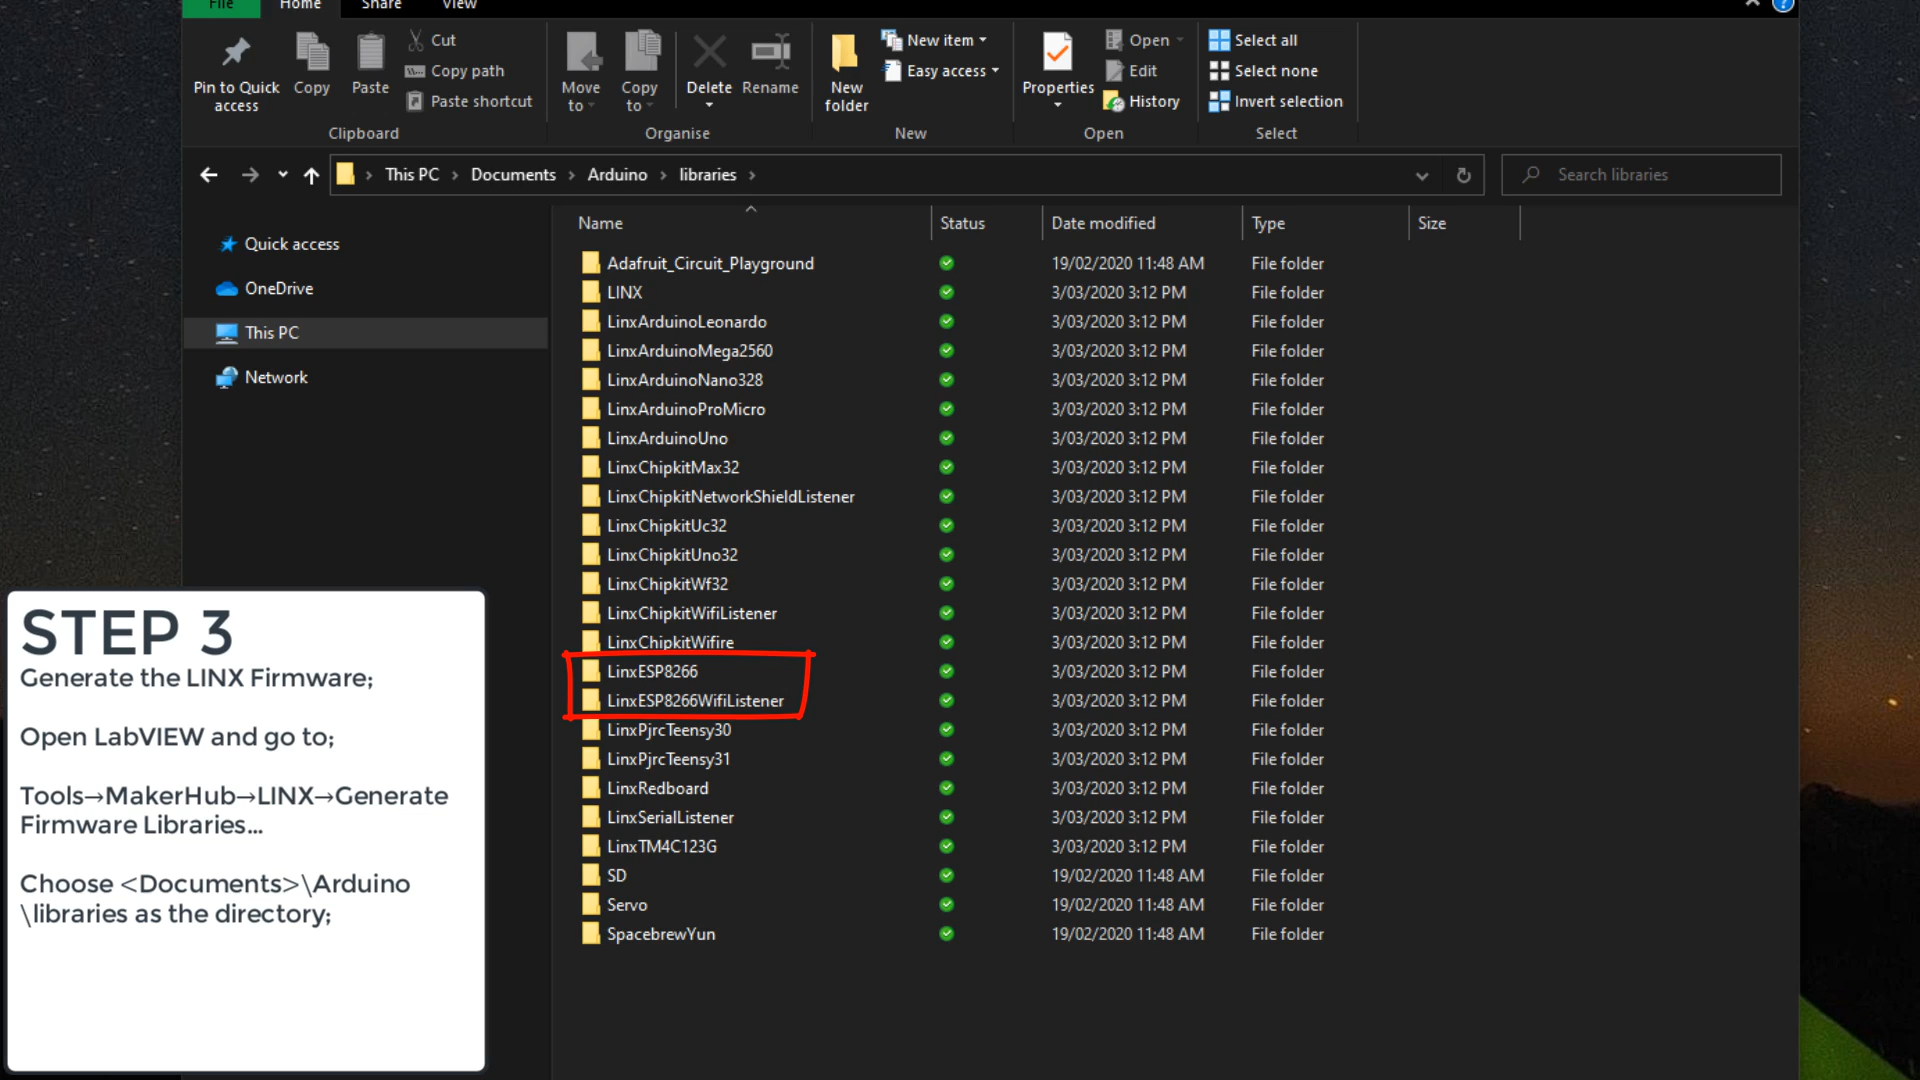 File
Home
Share
View
Pin to Quick
access
Copy
Paste
Cut
Copy path
Paste shortcut
Clipboard
Move
to
Copy
to
Delete
Rename
Organise
New
folder
New item
Easy access
New
Properties
Open
Edit
History
Open
Select all
Select none
Invert selection
Select
This PC > Documents > Arduino > libraries >
Search libraries
Quick access
OneDrive
This PC
Network
Name Status Date modified Type Size
Adafruit_Circuit_Playground 19/02/2020 11:48 AM File folder
LINX 3/03/2020 3:12 PM File folder
LinxArduinoLeonardo 3/03/2020 3:12 PM File folder
LinxArduinoMega2560 3/03/2020 3:12 PM File folder
LinxArduinoNano328 3/03/2020 3:12 PM File folder
LinxArduinoProMicro 3/03/2020 3:12 PM File folder
LinxArduinoUno 3/03/2020 3:12 PM File folder
LinxChipkitMax32 3/03/2020 3:12 PM File folder
LinxChipkitNetworkShieldListener 3/03/2020 3:12 PM File folder
LinxChipkitUc32 3/03/2020 3:12 PM File folder
LinxChipkitUno32 3/03/2020 3:12 PM File folder
LinxChipkitWf32 3/03/2020 3:12 PM File folder
LinxChipkitWifiListener 3/03/2020 3:12 PM File folder
LinxChipkitWifire 3/03/2020 3:12 PM File folder
LinxESP8266 3/03/2020 3:12 PM File folder
LinxESP8266WifiListener 3/03/2020 3:12 PM File folder
LinxPjrcTeensy30 3/03/2020 3:12 PM File folder
LinxPjrcTeensy31 3/03/2020 3:12 PM File folder
LinxRedboard 3/03/2020 3:12 PM File folder
LinxSerialListener 3/03/2020 3:12 PM File folder
LinxTM4C123G 3/03/2020 3:12 PM File folder
SD 19/02/2020 11:48 AM File folder
Servo 19/02/2020 11:48 AM File folder
SpacebrewYun 19/02/2020 11:48 AM File folder
STEP 3
Generate the LINX Firmware;
Open LabVIEW and go to;
Tools→MakerHub→LINX→Generate
Firmware Libraries...
Choose <Documents>\Arduino
\libraries as the directory;